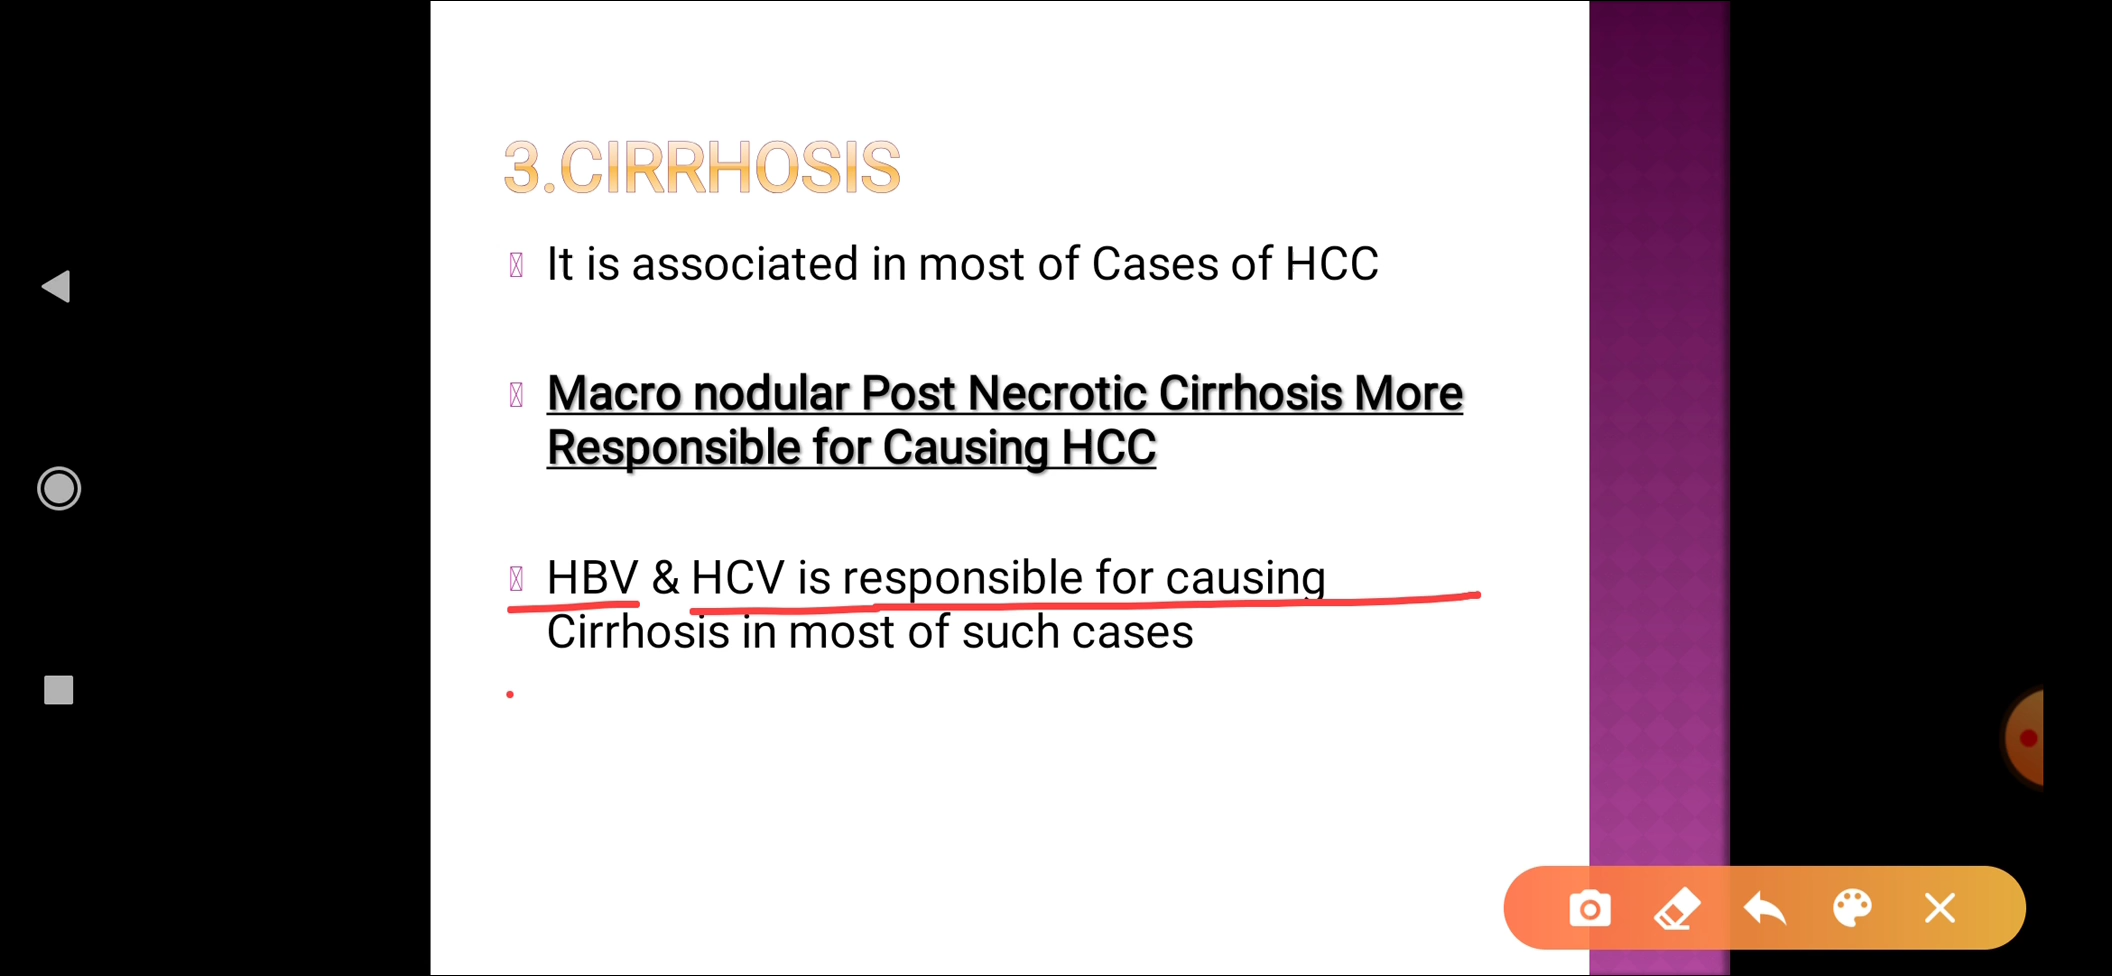 3.CIRRHOSIS
It is associated in most of Cases of HCC
Macro nodular Post Necrotic Cirrhosis More
Responsible for Causing HCC
HBV & HCV is responsible for causing
Cirrhosis in most of such cases